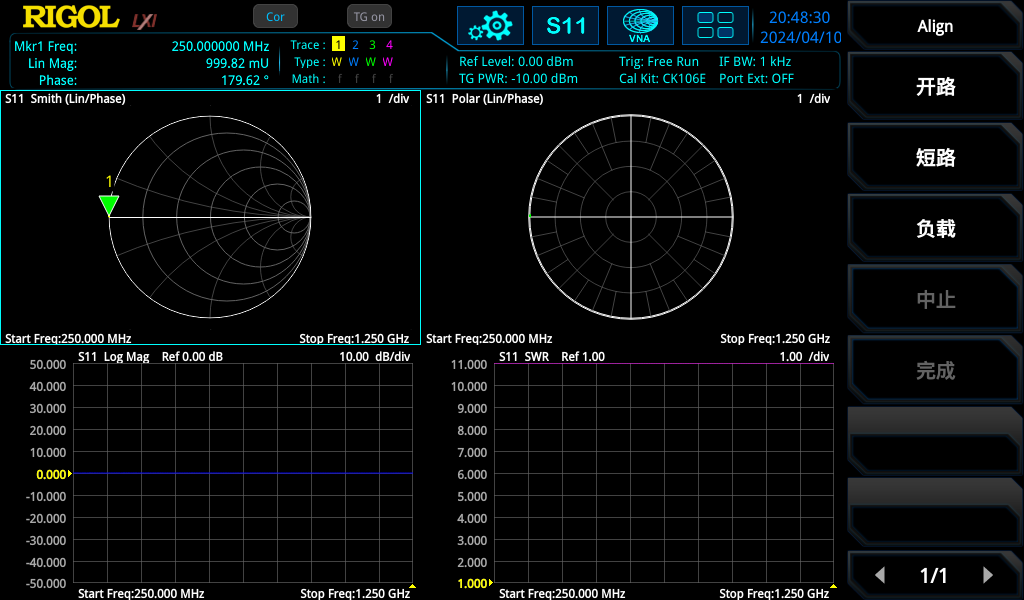 RIGOL LXI Cor TG on
S11 VNA 20:48:30
2024/04/10
Mkr1 Freq: 250.000000 MHz
Lin Mag: 999.82 mU
Phase: 179.62 °
Trace : 1 2 3 4
Type : W W W W
Math : f f f f
Ref Level: 0.00 dBm Trig: Free Run IF BW: 1 kHz
TG PWR: -10.00 dBm Cal Kit: CK106E Port Ext: OFF
S11 Smith (Lin/Phase) 1 /div
1
Start Freq:250.000 MHz Stop Freq:1.250 GHz
S11 Polar (Lin/Phase) 1 /div
Start Freq:250.000 MHz Stop Freq:1.250 GHz
S11 Log Mag Ref 0.00 dB 10.00 dB/div
50.000
40.000
30.000
20.000
10.000
0.000
-10.000
-20.000
-30.000
-40.000
-50.000
Start Freq:250.000 MHz Stop Freq:1.250 GHz
S11 SWR Ref 1.00 1.00 /div
11.000
10.000
9.000
8.000
7.000
6.000
5.000
4.000
3.000
2.000
1.000
Start Freq:250.000 MHz Stop Freq:1.250 GHz
Align
开路
短路
负载
中止
完成
1/1